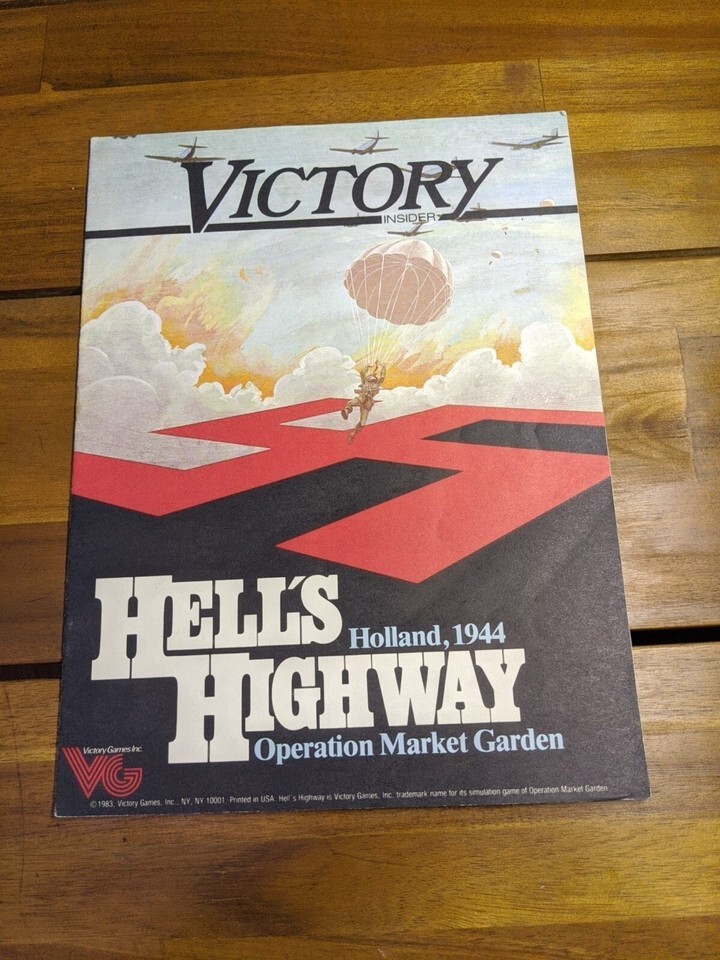 VICTORY
INSIDER
HELL'S
Holland, 1944
HIGHWAY
Operation Market Garden
Victory Games Inc.
VG
©1983, Victory Games, Inc., NY, NY 10001. Printed in USA. Hell's Highway is Victory Games, Inc. trademark name for its simulation game of Operation Market Garden.